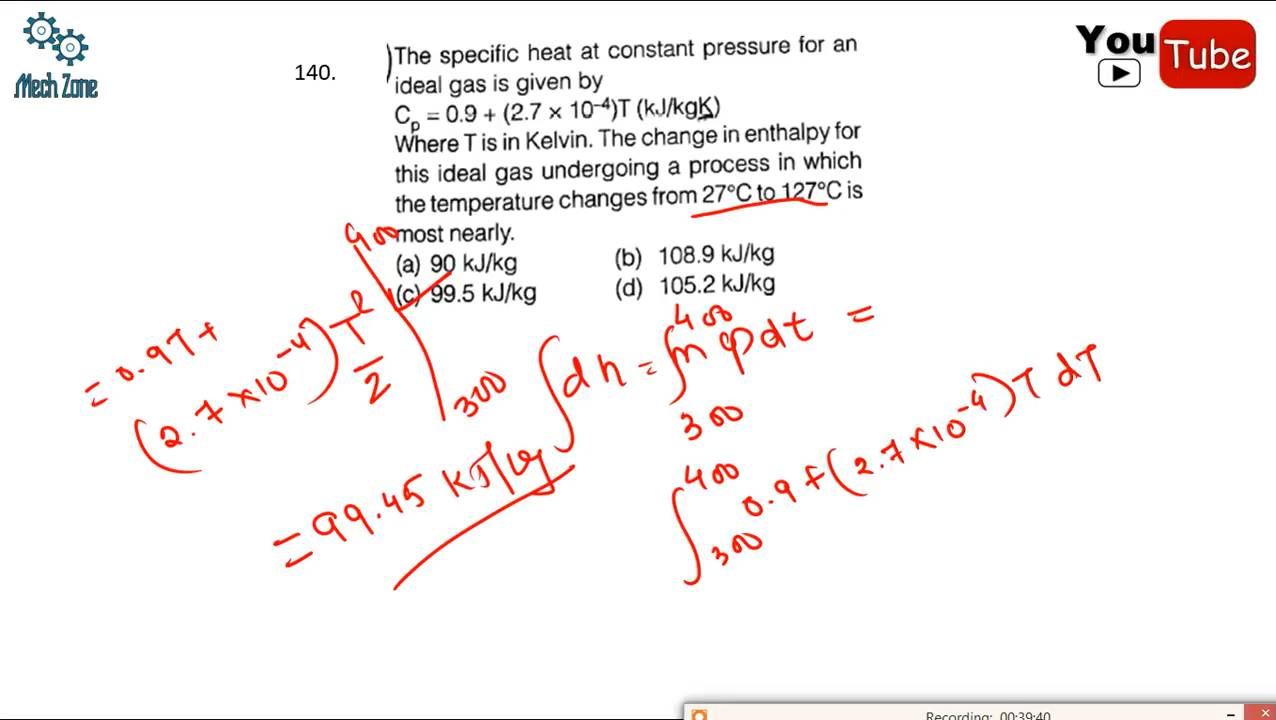 Mech Zone
You Tube
140.
The specific heat at constant pressure for an
ideal gas is given by
Cp = 0.9 + (2.7 × 10⁻⁴)T (kJ/kgK)
Where T is in Kelvin. The change in enthalpy for
this ideal gas undergoing a process in which
the temperature changes from 27°C to 127°C is
most nearly.
(a) 90 kJ/kg (b) 108.9 kJ/kg
(c) 99.5 kJ/kg (d) 105.2 kJ/kg
∫dh = ∫₃₀₀⁴⁰⁰ m cp dt =
∫₃₀₀⁴⁰⁰ 0.9 + (2.7×10⁻⁴) T dT
= 0.9T +
(2.7×10⁻⁴) T²/2 |₃₀₀⁴⁰⁰
= 99.45 kJ/kg
Recording: 00:39:40